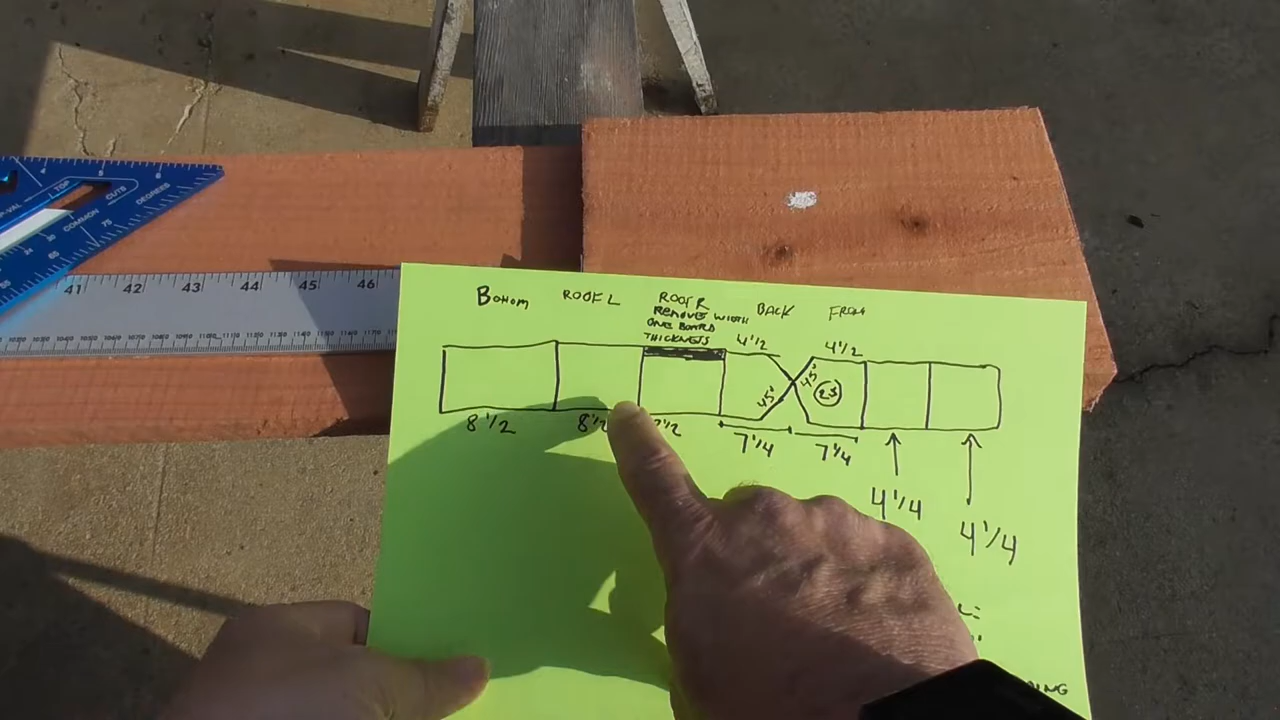 BOTTOM
ROOF L
ROOF R
REMOVE WIDTH
ONE BOARD
THICKNESS
BACK
FRONT
4 1/2
4 1/2
45°
45°
8 1/2
8 1/2
7 1/4
7 1/4
4 1/4
4 1/4
41 42 43 44 45 46
TOP
COMMON CUTS
DEGREES